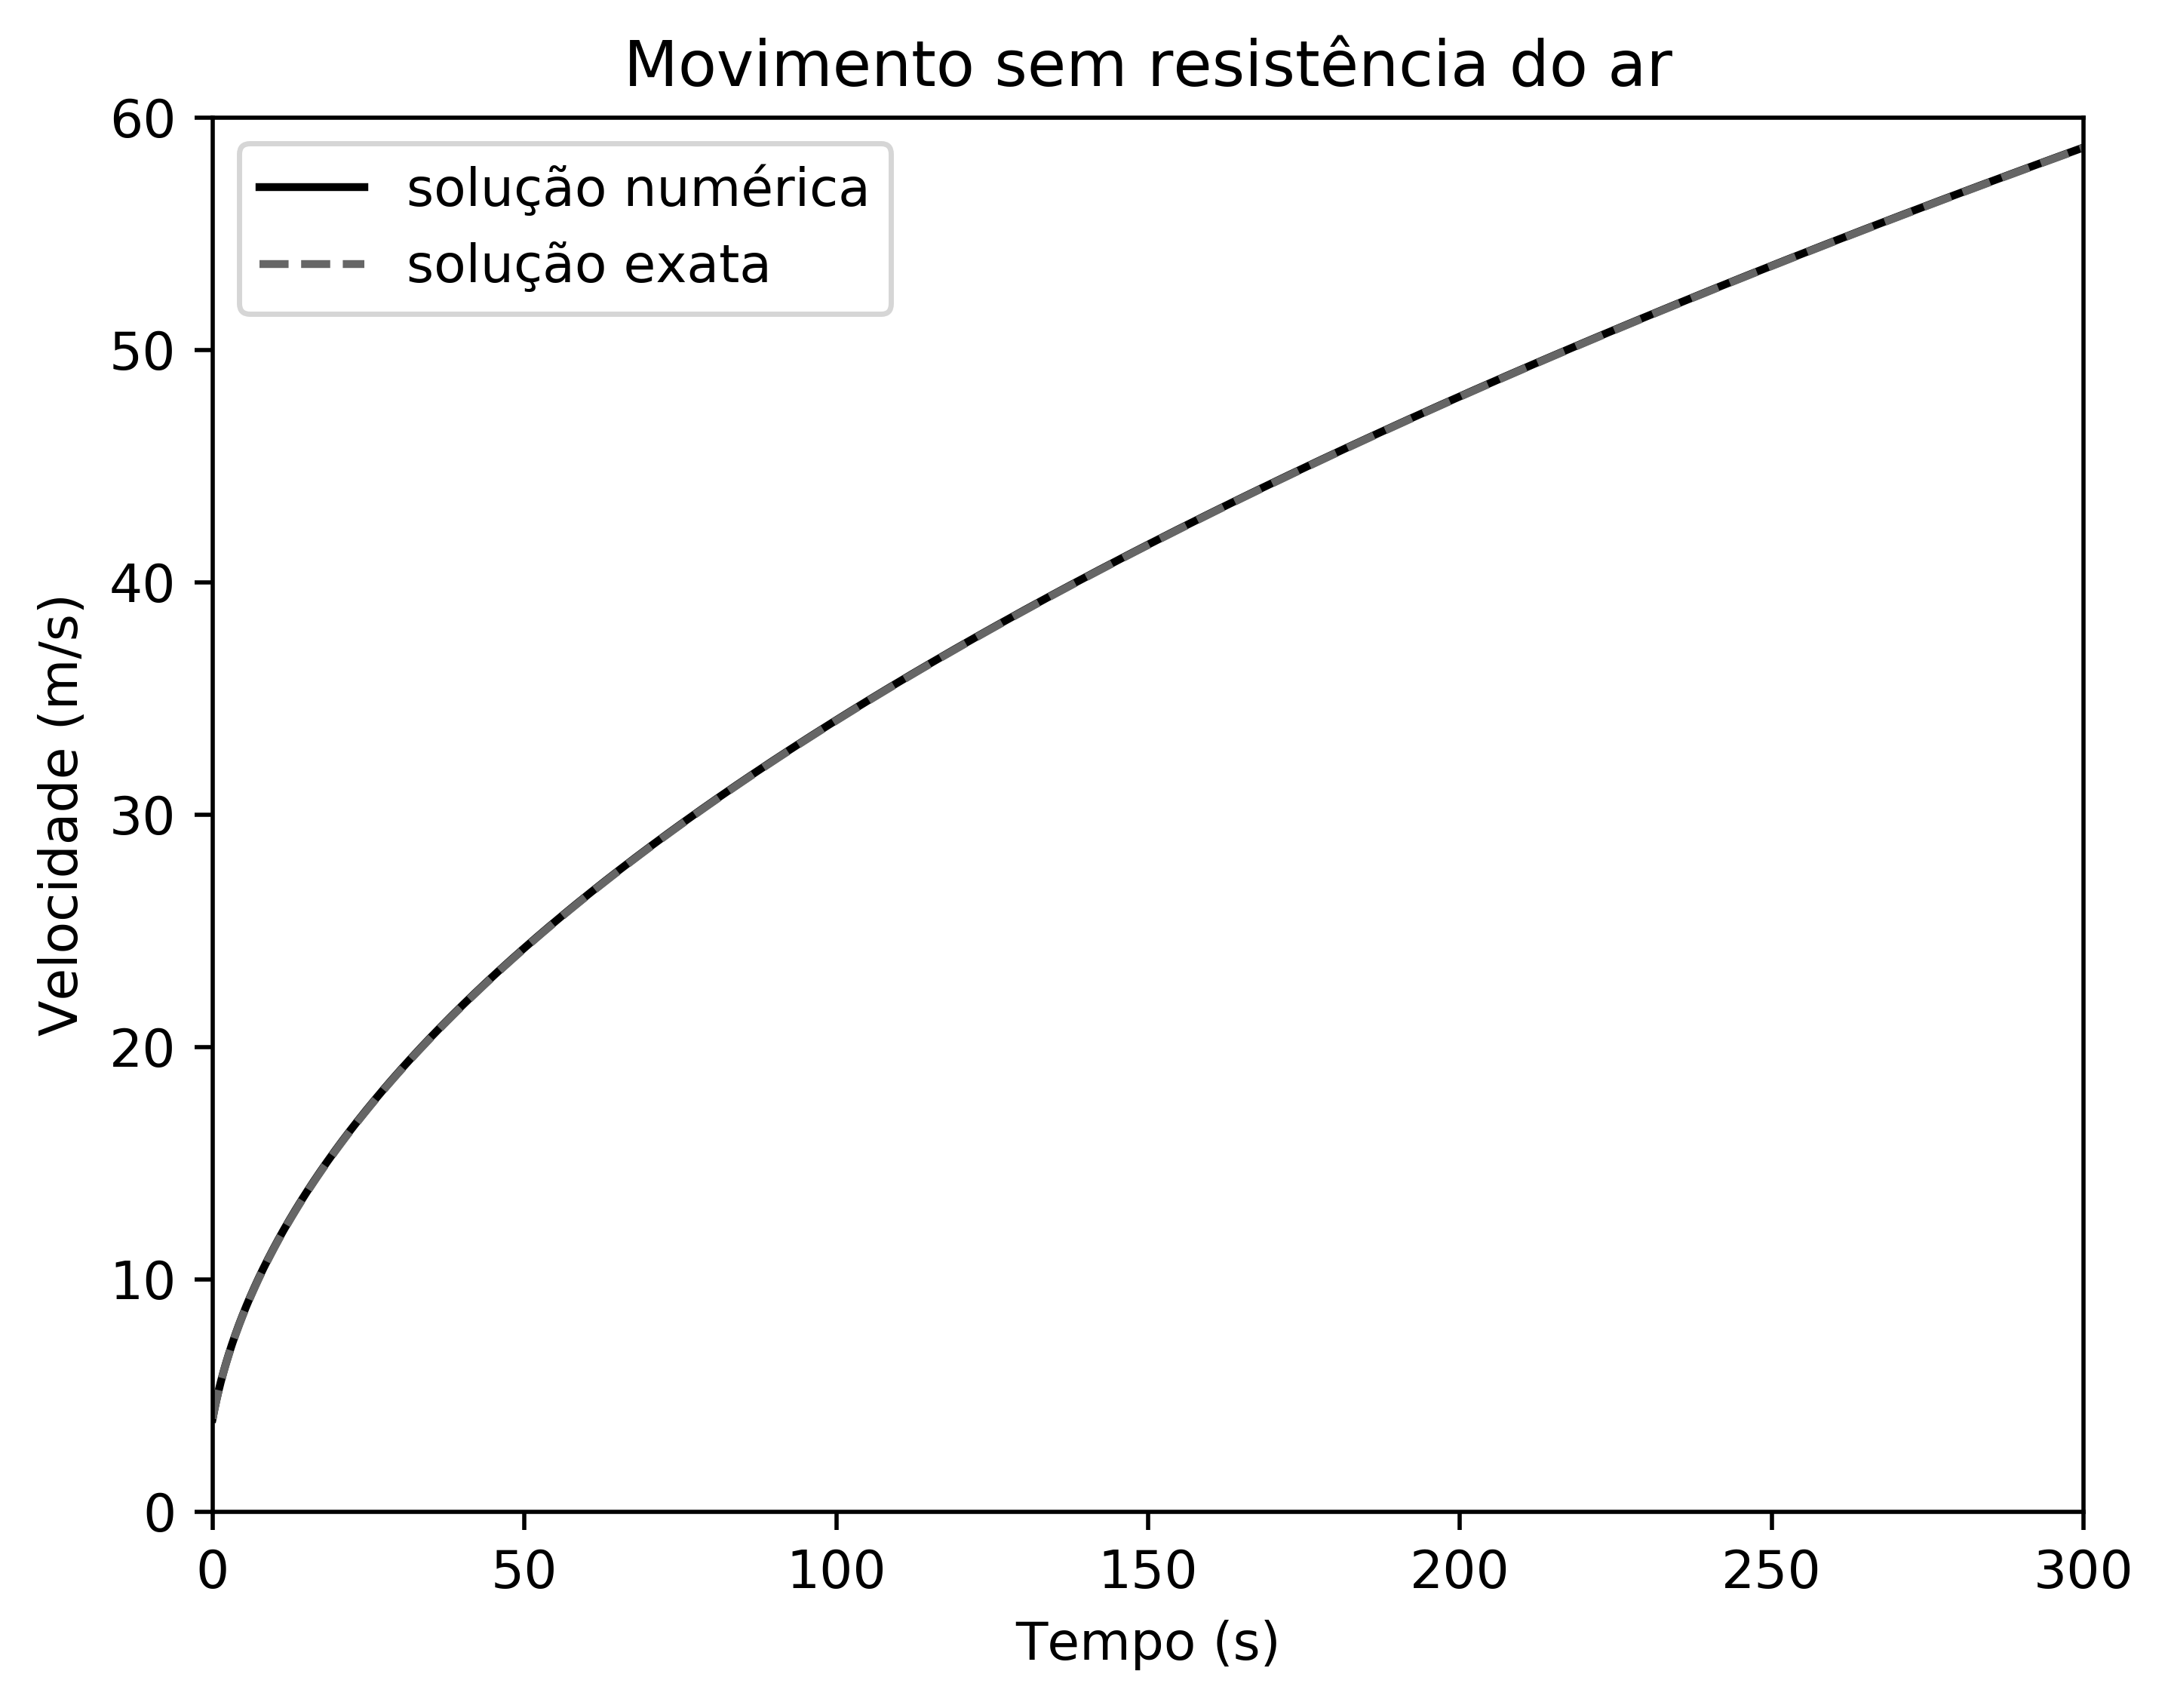 Movimento sem resistência do ar
solução numérica
solução exata
60
50
40
30
20
10
0
Velocidade (m/s)
0 50 100 150 200 250 300
Tempo (s)